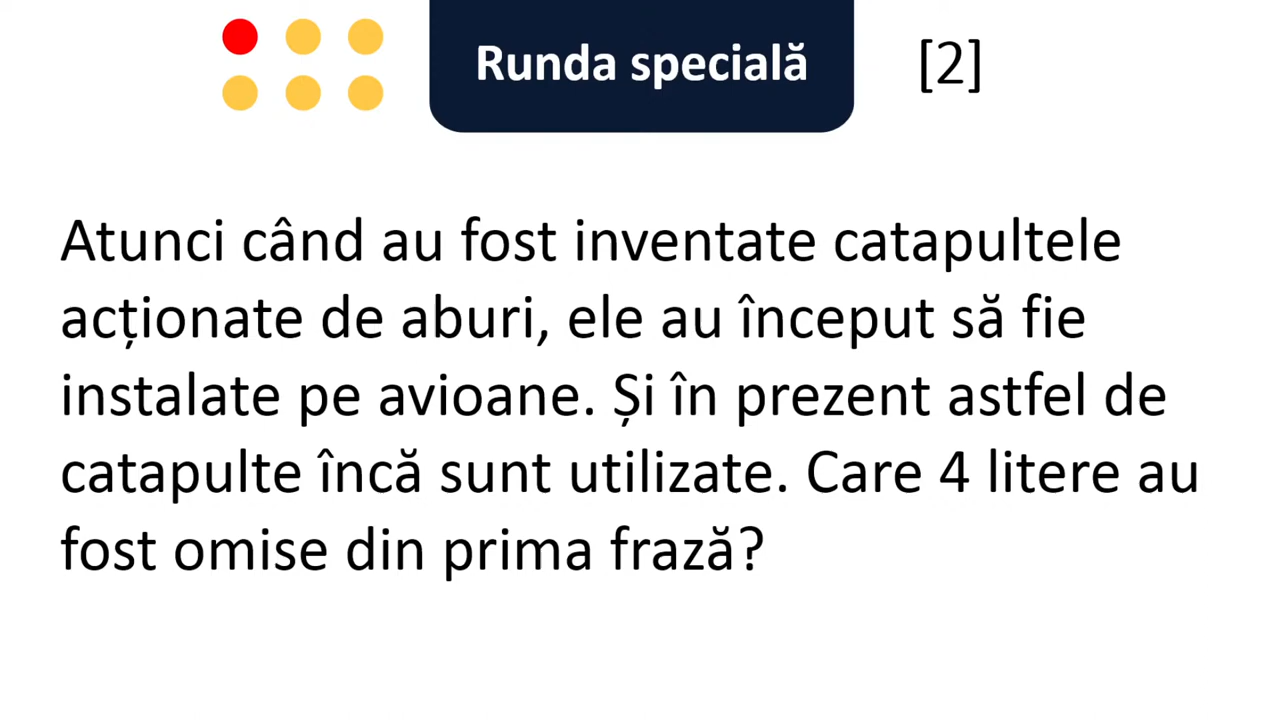 Runda specială
[2]
Atunci când au fost inventate catapultele
acționate de aburi, ele au început să fie
instalate pe avioane. Și în prezent astfel de
catapulte încă sunt utilizate. Care 4 litere au
fost omise din prima frază?